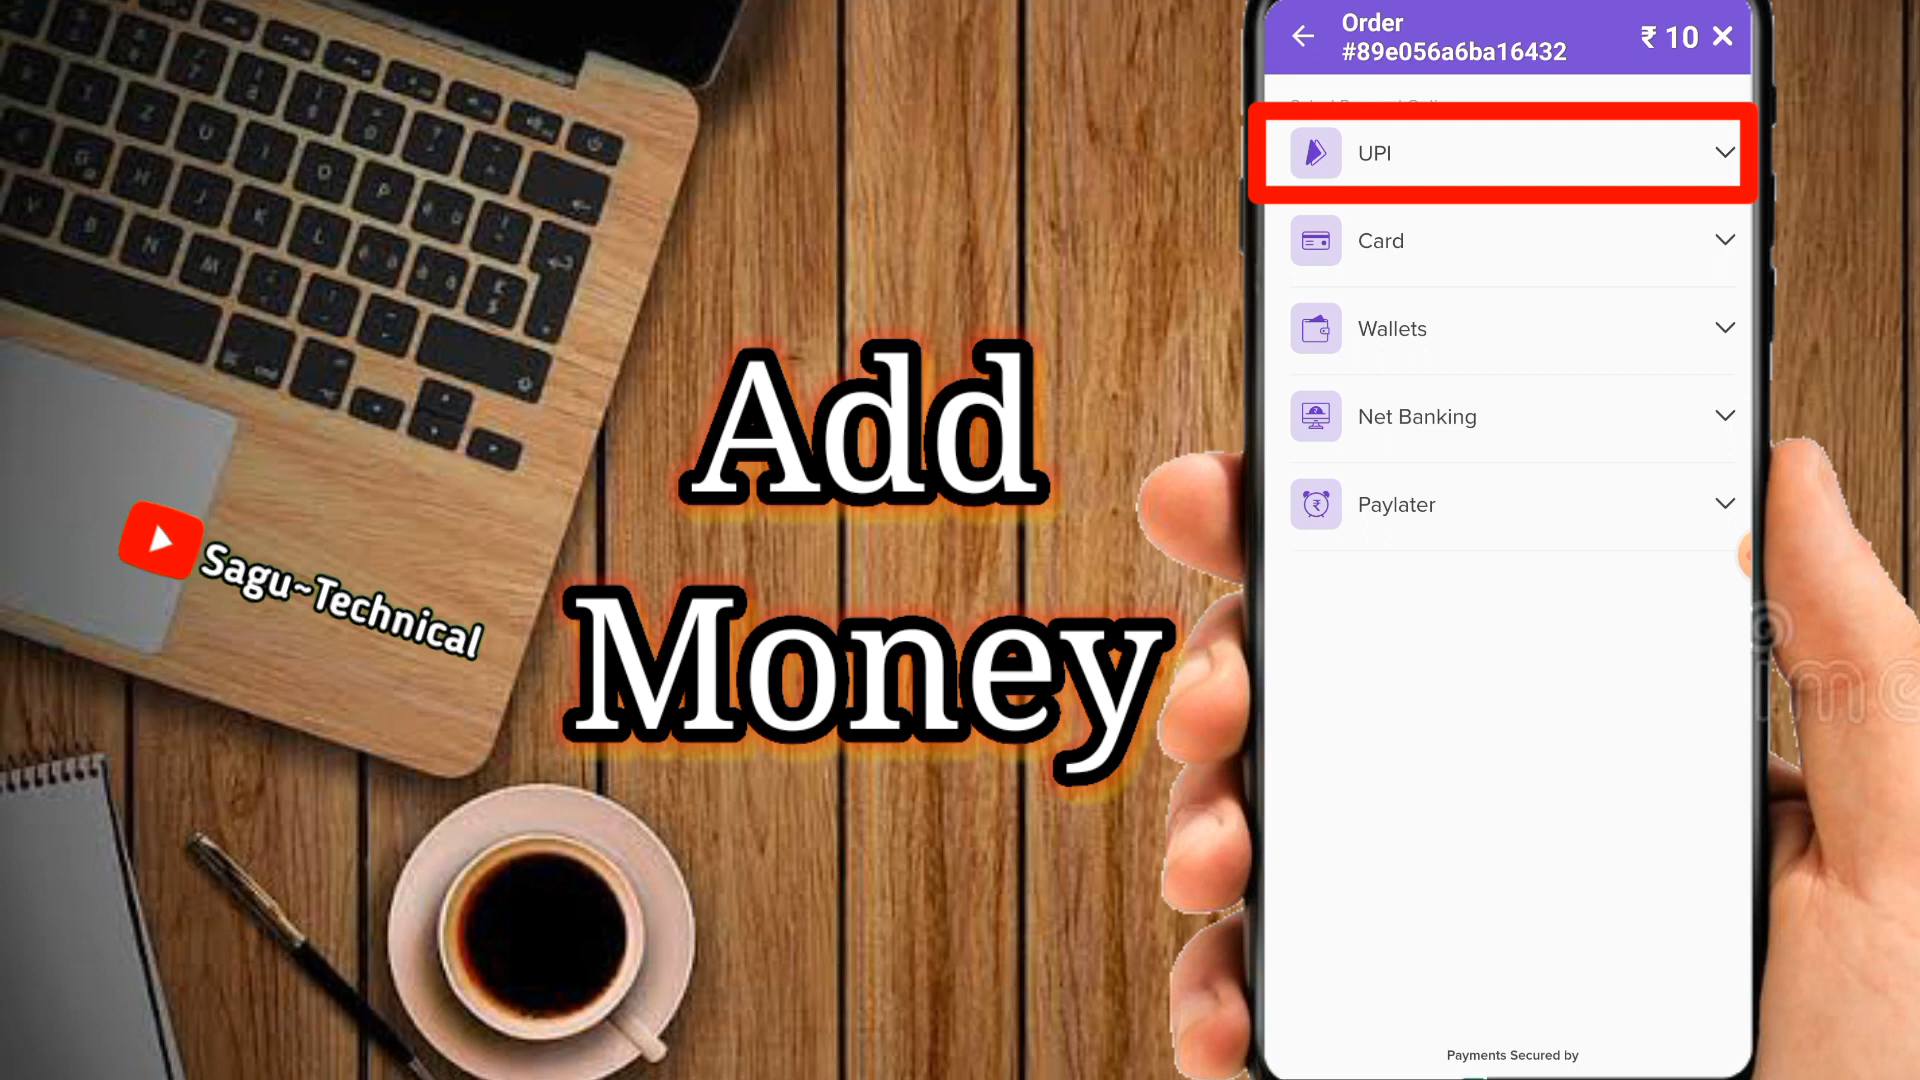 Order
#89e056a6ba16432
₹ 10
UPI
Card
Wallets
Net Banking
Paylater
Payments Secured by
Add
Money
Sagu~Technical